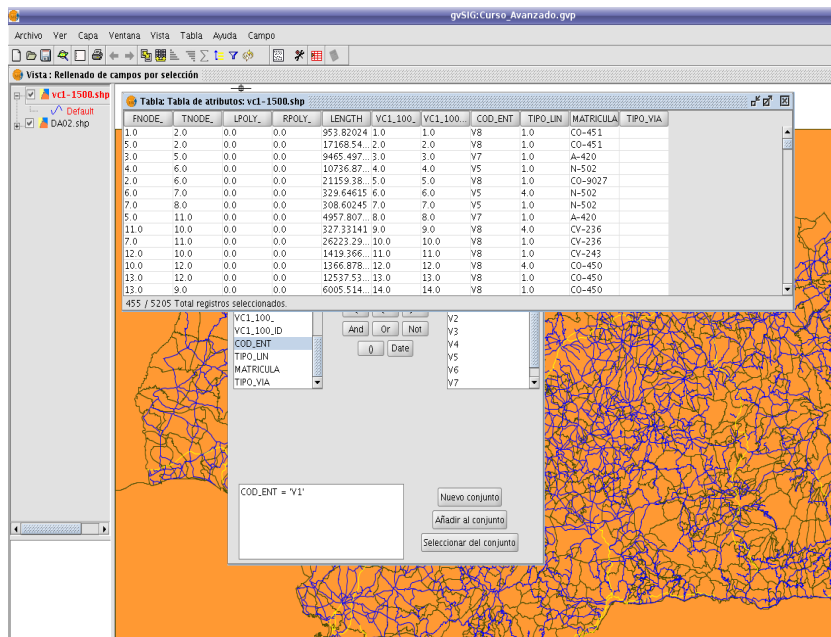 gvSIG:Curso_Avanzado.gvp
Archivo Ver Capa Ventana Vista Tabla Ayuda Campo
Vista : Rellenado de campos por selección
vc1-1500.shp
Default
DA02.shp
Tabla: Tabla de atributos: vc1-1500.shp
FNODE_ TNODE_ LPOLY_ RPOLY_ LENGTH VC1_100_ VC1_100... COD_ENT TIPO_LIN MATRICULA TIPO_VIA
1.0 2.0 0.0 0.0 953.82024 1.0 1.0 V8 1.0 CO-451
5.0 2.0 0.0 0.0 17168.54... 2.0 2.0 V8 1.0 CO-451
3.0 5.0 0.0 0.0 9465.497... 3.0 3.0 V7 1.0 A-420
4.0 6.0 0.0 0.0 10736.87... 4.0 4.0 V5 1.0 N-502
2.0 6.0 0.0 0.0 21159.38... 5.0 5.0 V8 1.0 CO-9027
6.0 7.0 0.0 0.0 329.64615 6.0 6.0 V5 4.0 N-502
7.0 8.0 0.0 0.0 308.60245 7.0 7.0 V5 1.0 N-502
5.0 11.0 0.0 0.0 4957.807... 8.0 8.0 V7 1.0 A-420
11.0 10.0 0.0 0.0 327.33141 9.0 9.0 V8 4.0 CV-236
7.0 11.0 0.0 0.0 26223.29... 10.0 10.0 V8 1.0 CV-236
12.0 10.0 0.0 0.0 1419.366... 11.0 11.0 V8 1.0 CV-243
10.0 12.0 0.0 0.0 1366.878... 12.0 12.0 V8 4.0 CO-450
13.0 12.0 0.0 0.0 12537.53... 13.0 13.0 V8 1.0 CO-450
13.0 9.0 0.0 0.0 6005.514... 14.0 14.0 V8 1.0 CO-450
455 / 5205 Total registros seleccionados.
VC1_100_
VC1_100_ID
COD_ENT
TIPO_LIN
MATRICULA
TIPO_VIA
And Or Not
() Date
V2
V3
V4
V5
V6
V7
COD_ENT = 'V1'
Nuevo conjunto
Añadir al conjunto
Seleccionar del conjunto